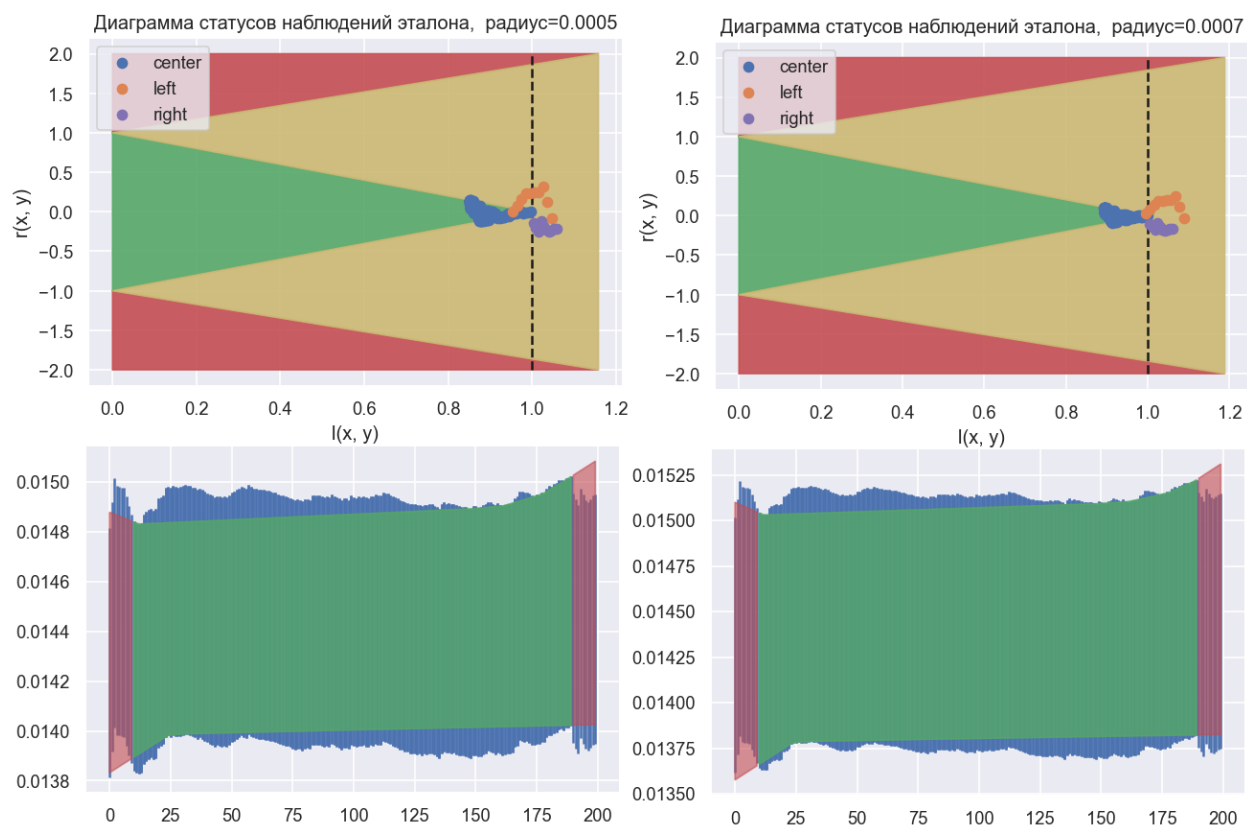 Диаграмма статусов наблюдений эталона,  радиус=0.0005
2.0
1.5
1.0
0.5
0.0
−0.5
−1.0
−1.5
−2.0
r(x, y)
center
left
right
0.0 0.2 0.4 0.6 0.8 1.0 1.2
l(x, y)
Диаграмма статусов наблюдений эталона,  радиус=0.0007
2.0
1.5
1.0
0.5
0.0
−0.5
−1.0
−1.5
−2.0
r(x, y)
center
left
right
0.0 0.2 0.4 0.6 0.8 1.0 1.2
l(x, y)
0.0150
0.0148
0.0146
0.0144
0.0142
0.0140
0.0138
0 25 50 75 100 125 150 175 200
0.01525
0.01500
0.01475
0.01450
0.01425
0.01400
0.01375
0.01350
0 25 50 75 100 125 150 175 200